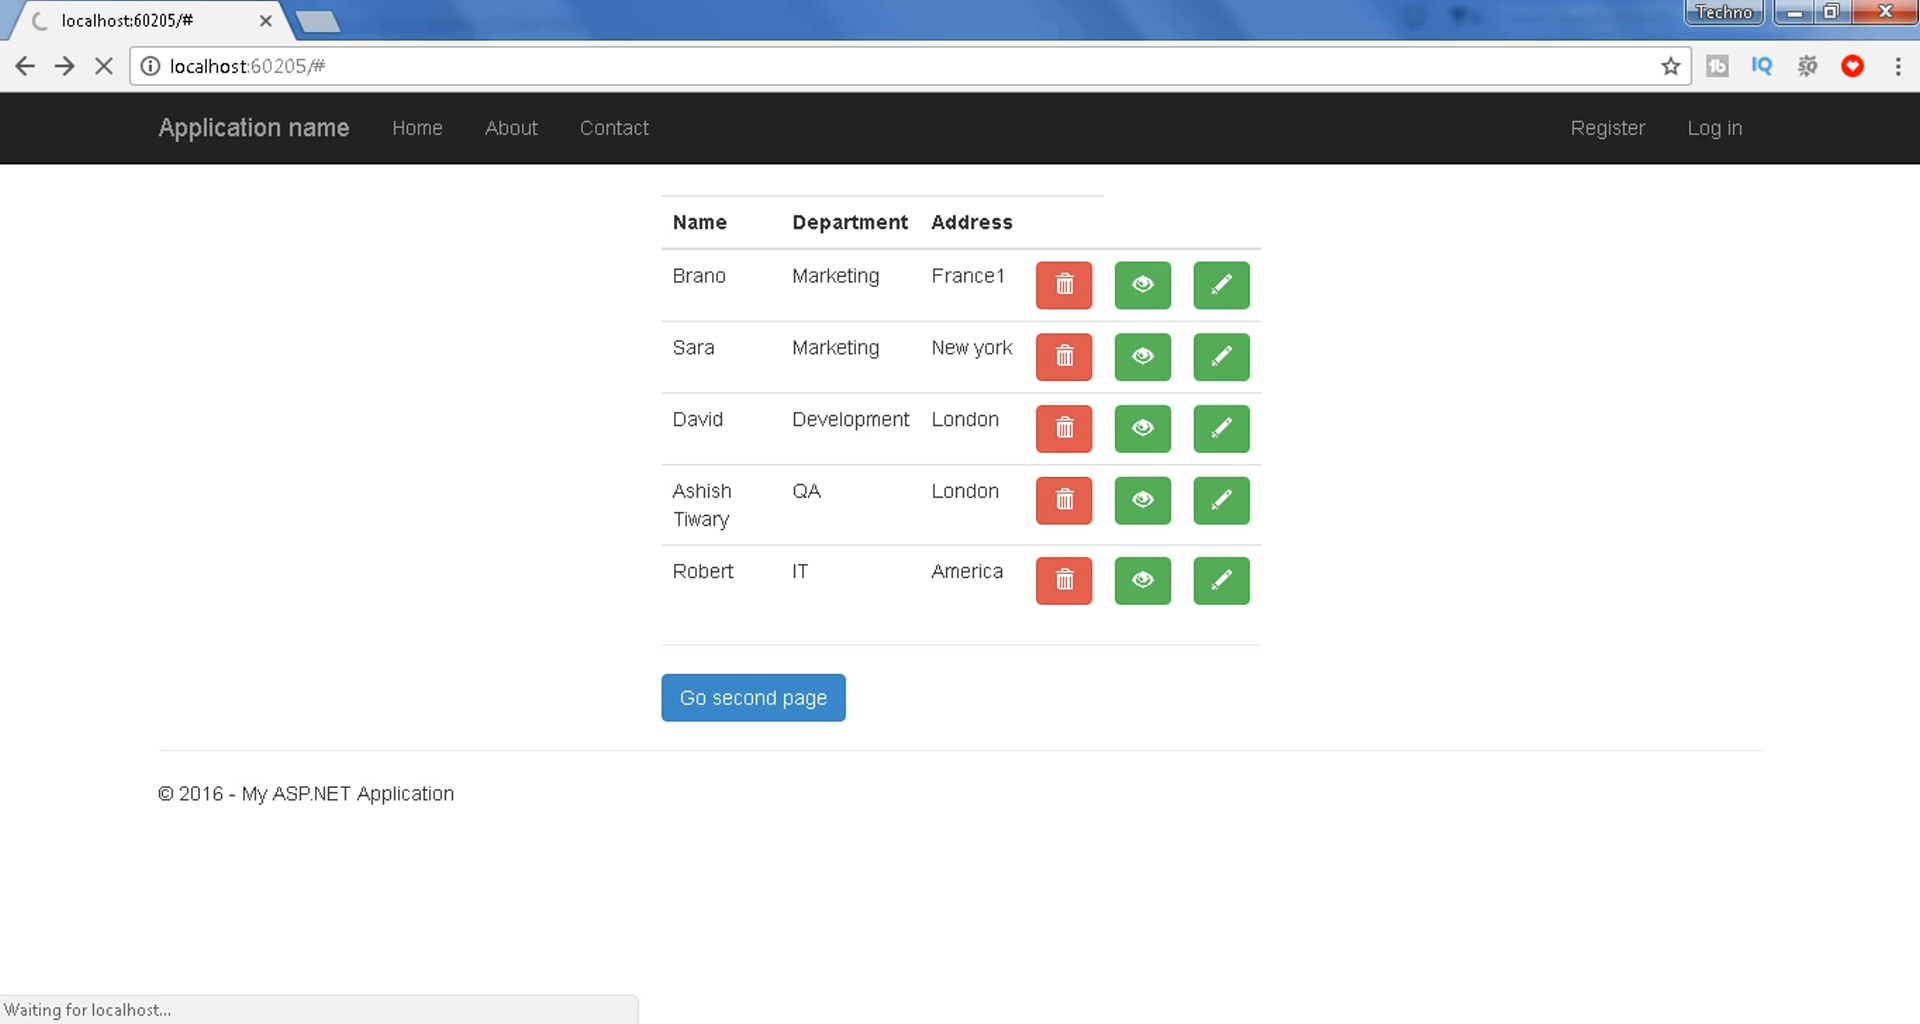 localhost:60205/#
Techno
localhost:60205/#
Application name Home About Contact Register Log in
Name Department Address
Brano Marketing France1
Sara Marketing New york
David Development London
Ashish Tiwary QA London
Robert IT America
Go second page
© 2016 - My ASP.NET Application
Waiting for localhost...